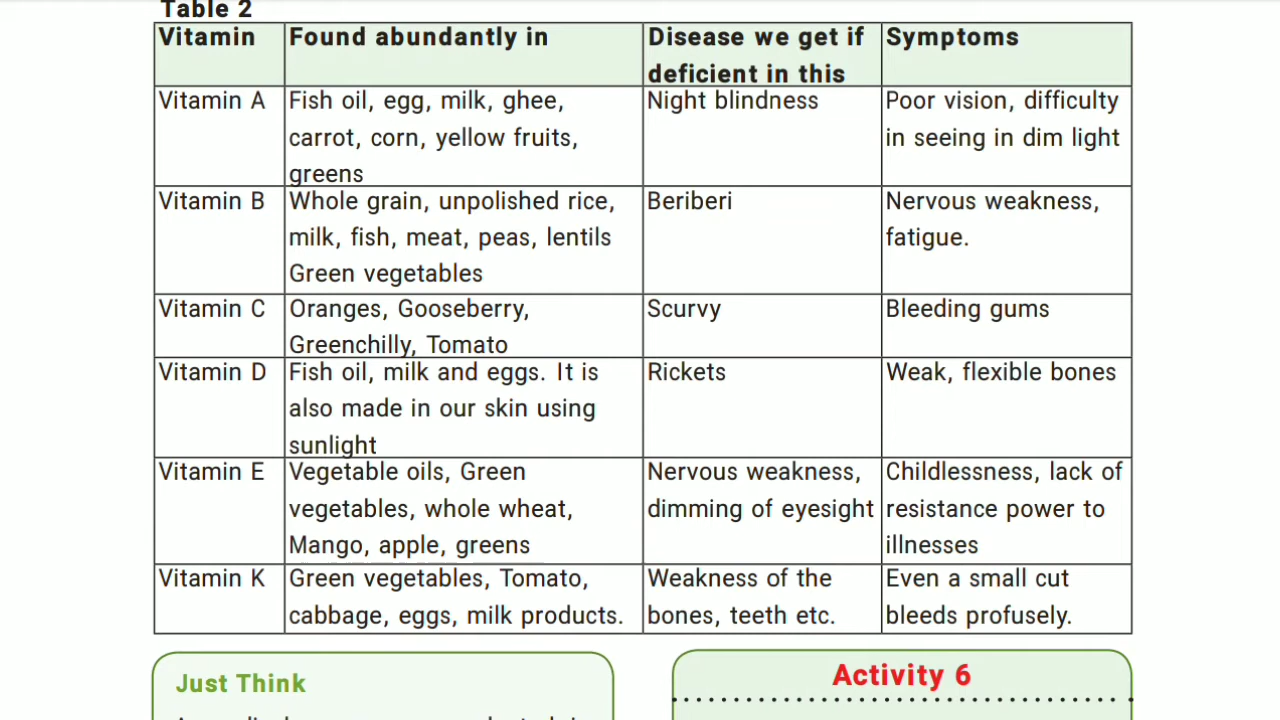 Table 2
Vitamin
Found abundantly in
Disease we get if
deficient in this
Symptoms
Vitamin A
Fish oil, egg, milk, ghee,
carrot, corn, yellow fruits,
greens
Night blindness
Poor vision, difficulty
in seeing in dim light
Vitamin B
Whole grain, unpolished rice,
milk, fish, meat, peas, lentils
Green vegetables
Beriberi
Nervous weakness,
fatigue.
Vitamin C
Oranges, Gooseberry,
Greenchilly, Tomato
Scurvy
Bleeding gums
Vitamin D
Fish oil, milk and eggs. It is
also made in our skin using
sunlight
Rickets
Weak, flexible bones
Vitamin E
Vegetable oils, Green
vegetables, whole wheat,
Mango, apple, greens
Nervous weakness,
dimming of eyesight
Childlessness, lack of
resistance power to
illnesses
Vitamin K
Green vegetables, Tomato,
cabbage, eggs, milk products.
Weakness of the
bones, teeth etc.
Even a small cut
bleeds profusely.
Just Think
Activity 6